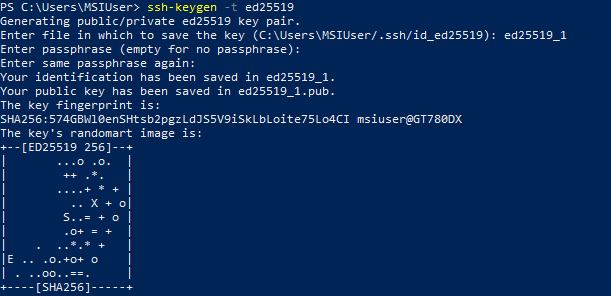 PS C:\Users\MSIUser> ssh-keygen -t ed25519
Generating public/private ed25519 key pair.
Enter file in which to save the key (C:\Users\MSIUser/.ssh/id_ed25519): ed25519_1
Enter passphrase (empty for no passphrase):
Enter same passphrase again:
Your identification has been saved in ed25519_1.
Your public key has been saved in ed25519_1.pub.
The key fingerprint is:
SHA256:574GBWl0enSHtsb2pgzLdJS5V9iSkLbLoite75Lo4CI msiuser@GT780DX
The key's randomart image is:
+--[ED25519 256]--+
|       ...o .o.  |
|        ++ .*.   |
|       ....+ * + |
|         .. X + o|
|        S..= + o |
|        .o+ = +  |
|    .  ..*.* +   |
|E .. .o.+o+ o    |
| . ..oo..==.     |
+----[SHA256]-----+